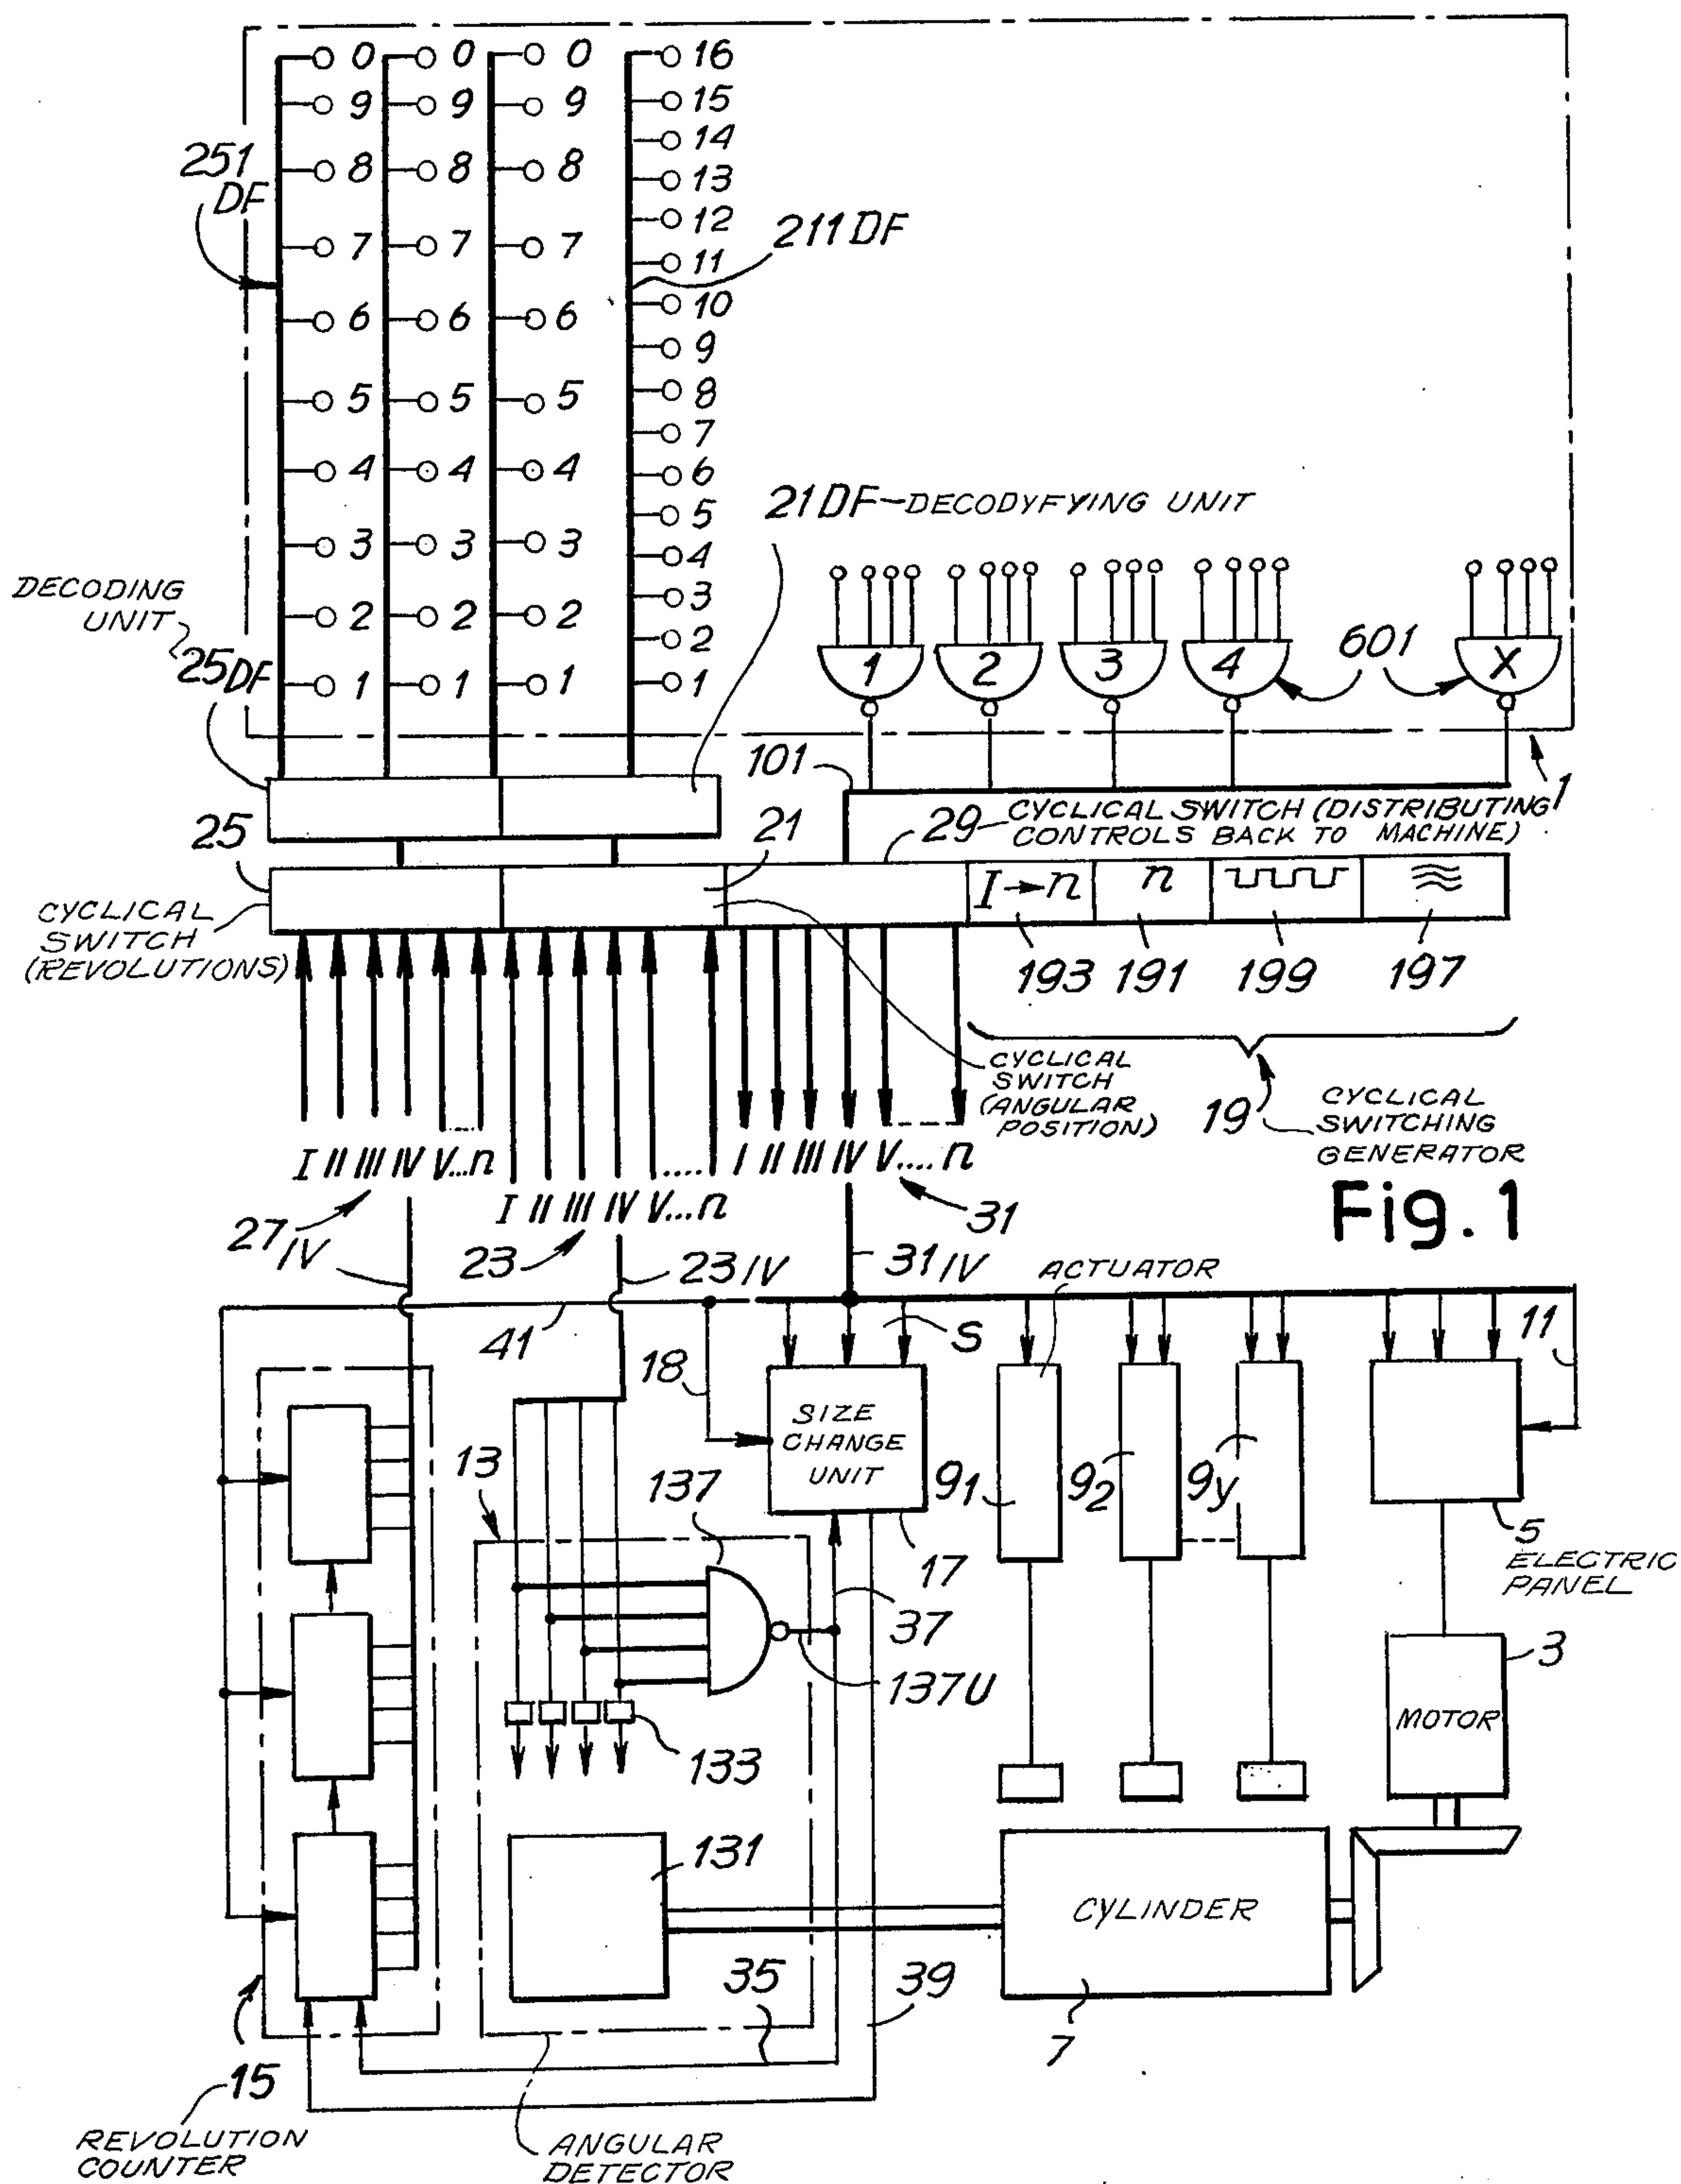 0 0 0 16
9 9 9 15
14
251 DF 8 8 8 13
12
7 7 7 211DF
11
6 6 6 10
9
5 5 5 8
7
4 4 4 6
21DF-DECODYFYING UNIT
5
3 3 3 4
DECODING UNIT
3
2 2 2 2
25DF
1 1 1 1
1 2 3 4 601 X
101
1
29 CYCLICAL SWITCH (DISTRIBUTING
CONTROLS BACK TO MACHINE)
25 21
I→n n
CYCLICAL
SWITCH
(REVOLUTIONS)
193 191 199 197
CYCLICAL
SWITCH
(ANGULAR
POSITION)
19
CYCLICAL
SWITCHING
GENERATOR
I II III IV V...n
I II III IV V....n
I II III IV V...n
27
31
23
Fig. 1
27/IV
23/IV
31/IV
ACTUATOR
41
S
11
18
SIZE
CHANGE
UNIT
13
137
91
92
9y
17
5
ELECTRIC
PANEL
37
137U
3
MOTOR
133
131
CYLINDER
35
39
7
15
REVOLUTION
COUNTER
ANGULAR
DETECTOR